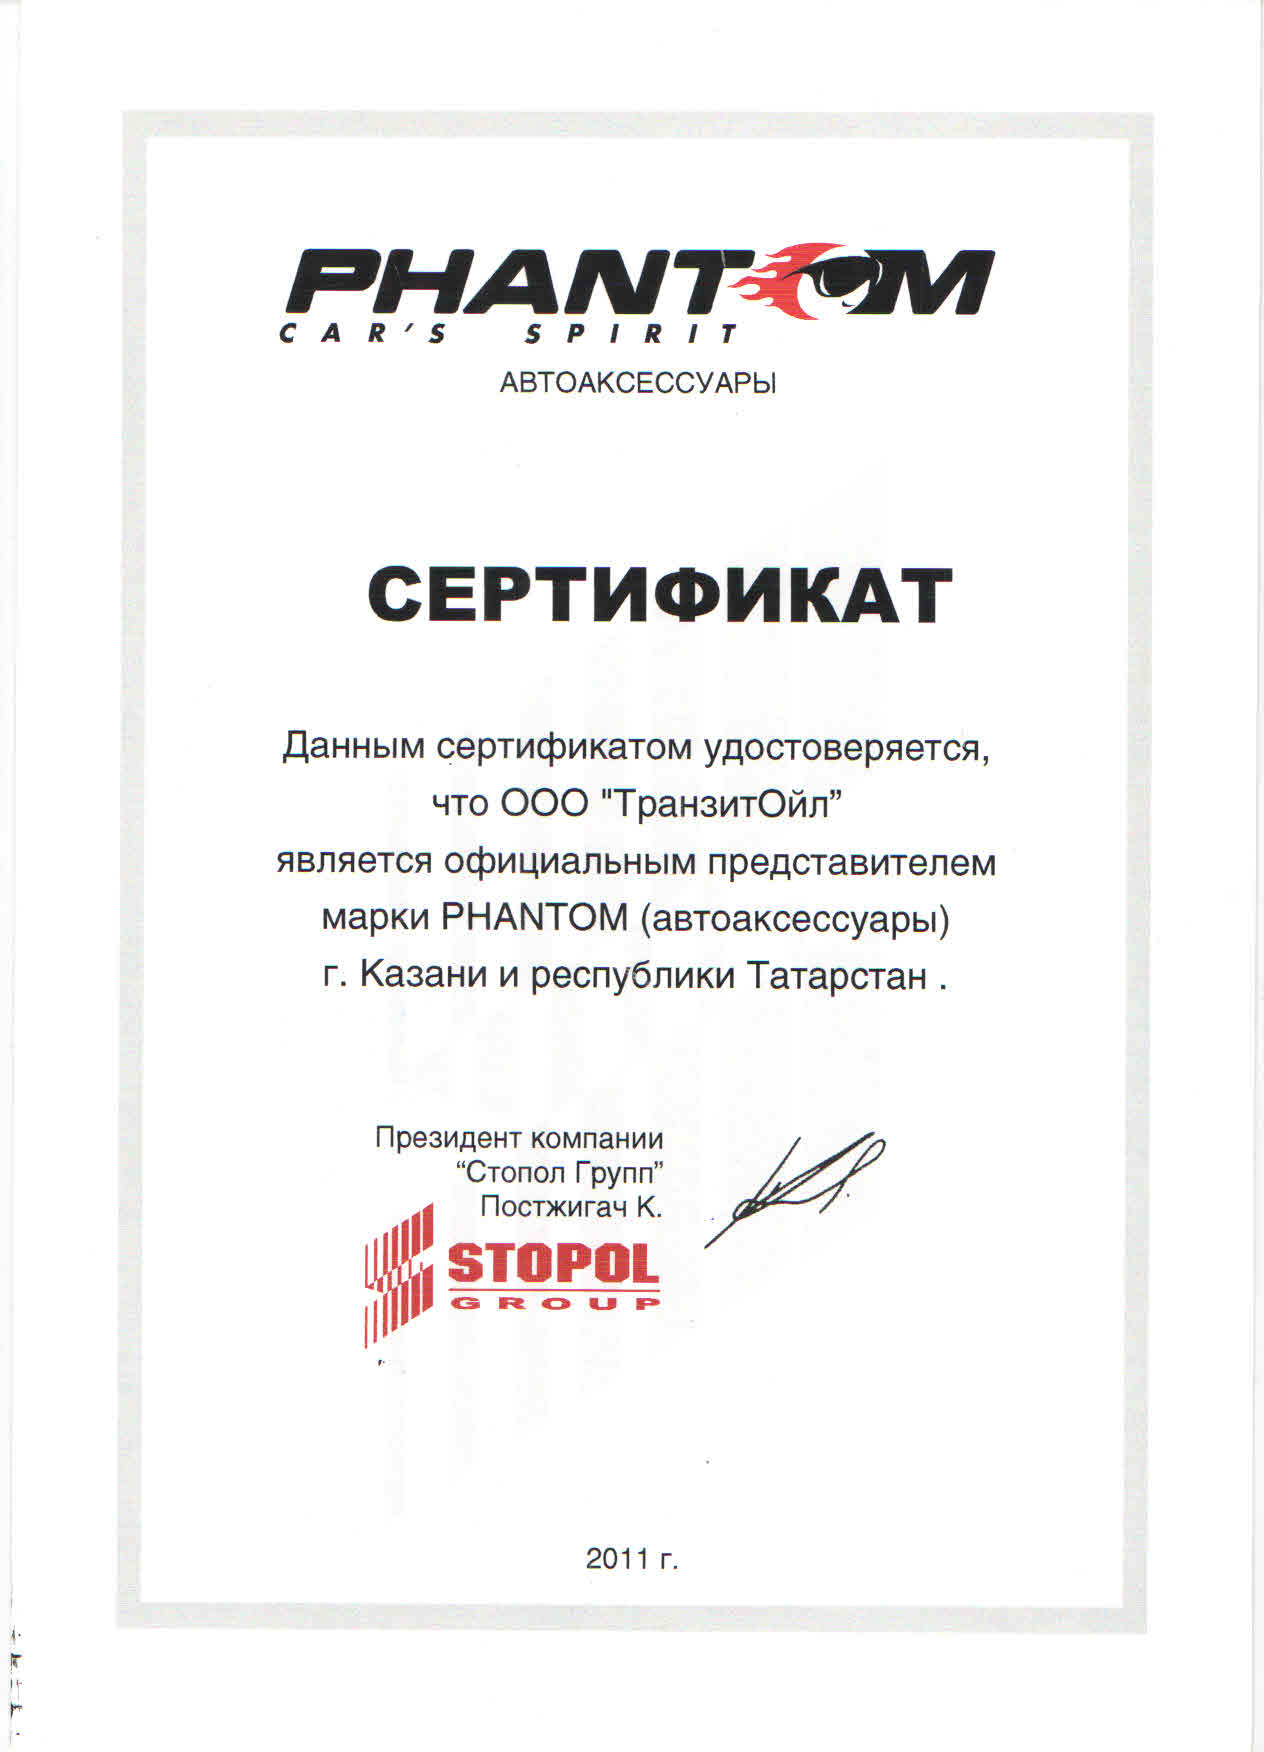 PHANTOM
CAR'S SPIRIT
АВТОАКСЕССУАРЫ
СЕРТИФИКАТ
Данным сертификатом удостоверяется,
что ООО "ТранзитОйл”
является официальным представителем
марки PHANTOM (автоаксессуары)
г. Казани и республики Татарстан .
Президент компании
“Стопол Групп”
Постжигач К.
STOPOL
GROUP
2011 г.